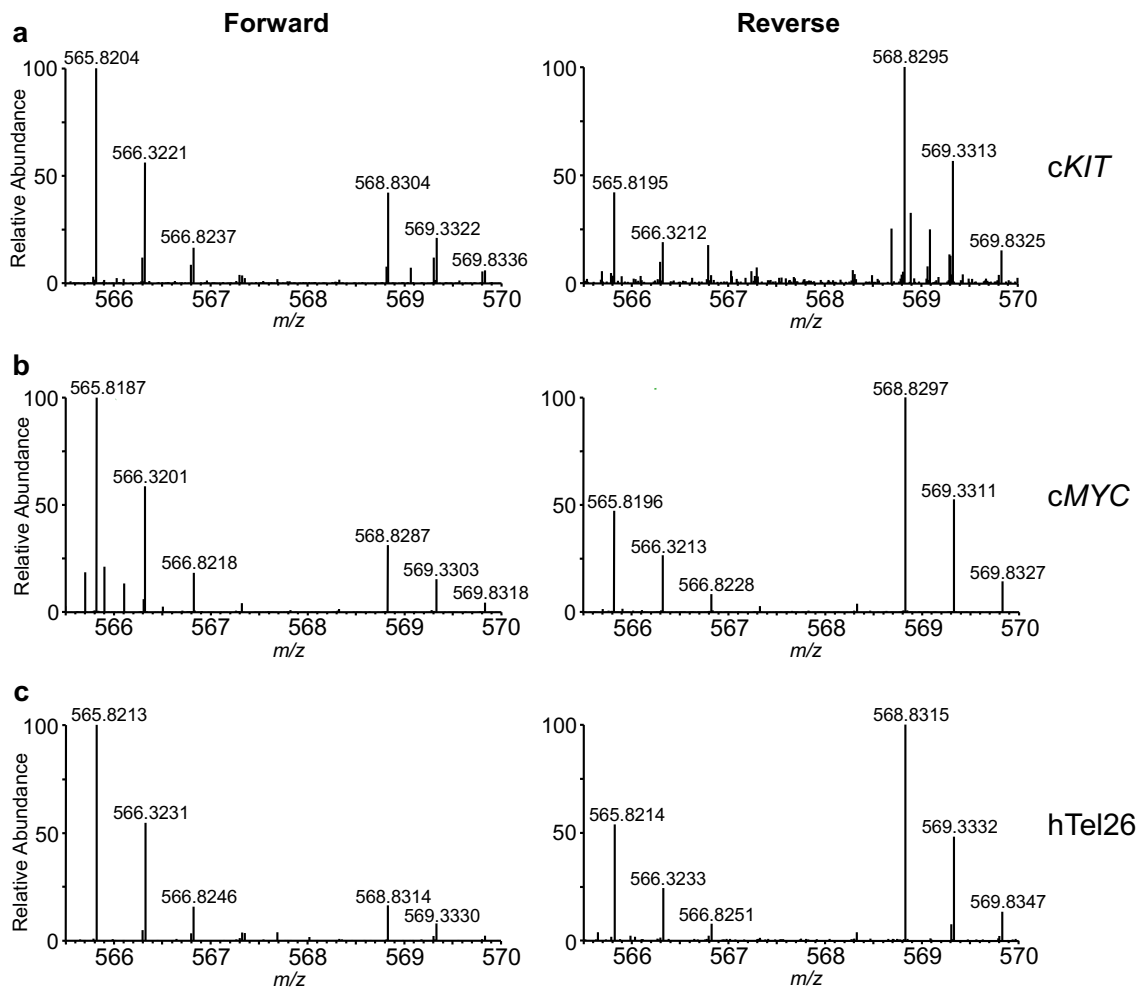 Forward
Reverse
a
565.8204
566.3221
566.8237
568.8304
569.3322
569.8336
100
50
0
Relative Abundance
566 567 568 569 570
m/z
568.8295
569.3313
565.8195
566.3212
569.8325
100
50
0
566 567 568 569 570
m/z
cKIT
b
565.8187
566.3201
566.8218
568.8287
569.3303
569.8318
100
50
0
Relative Abundance
566 567 568 569 570
m/z
568.8297
569.3311
565.8196
566.3213
566.8228
569.8327
100
50
0
566 567 568 569 570
m/z
cMYC
c
565.8213
566.3231
566.8246
568.8314
569.3330
100
50
0
Relative Abundance
566 567 568 569 570
m/z
568.8315
569.3332
565.8214
566.3233
566.8251
569.8347
100
50
0
566 567 568 569 570
m/z
hTel26